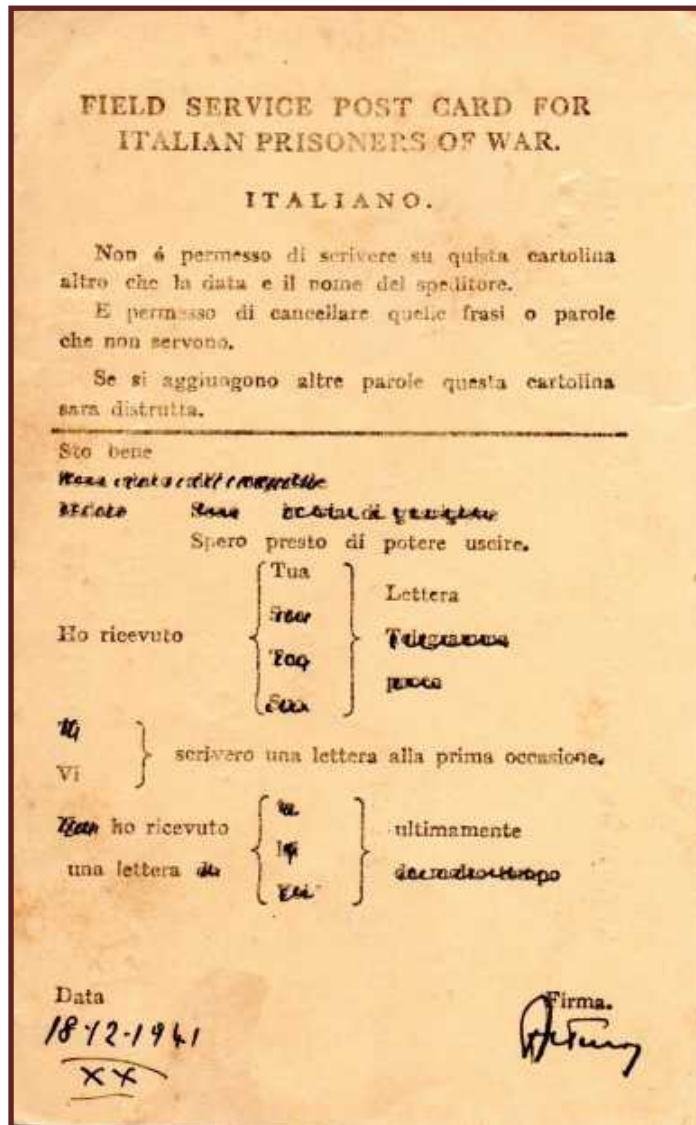 FIELD SERVICE POST CARD FOR
ITALIAN PRISONERS OF WAR.
ITALIANO.
Non é permesso di scrivere su quista cartolina
altro che la data e il nome del speditore.
E permesso di cancellare quelle frasi o parole
che non servono.
Se si aggiungono altre parole questa cartolina
sara distrutta.
Sto bene
Spero presto di potere uscire.
Tua
Lettera
Ho ricevuto
Telegramma
Vi
scrivero una lettera alla prima occasione.
ho ricevuto
ultimamente
una lettera
Data
Firma.
18-12-1941
XX